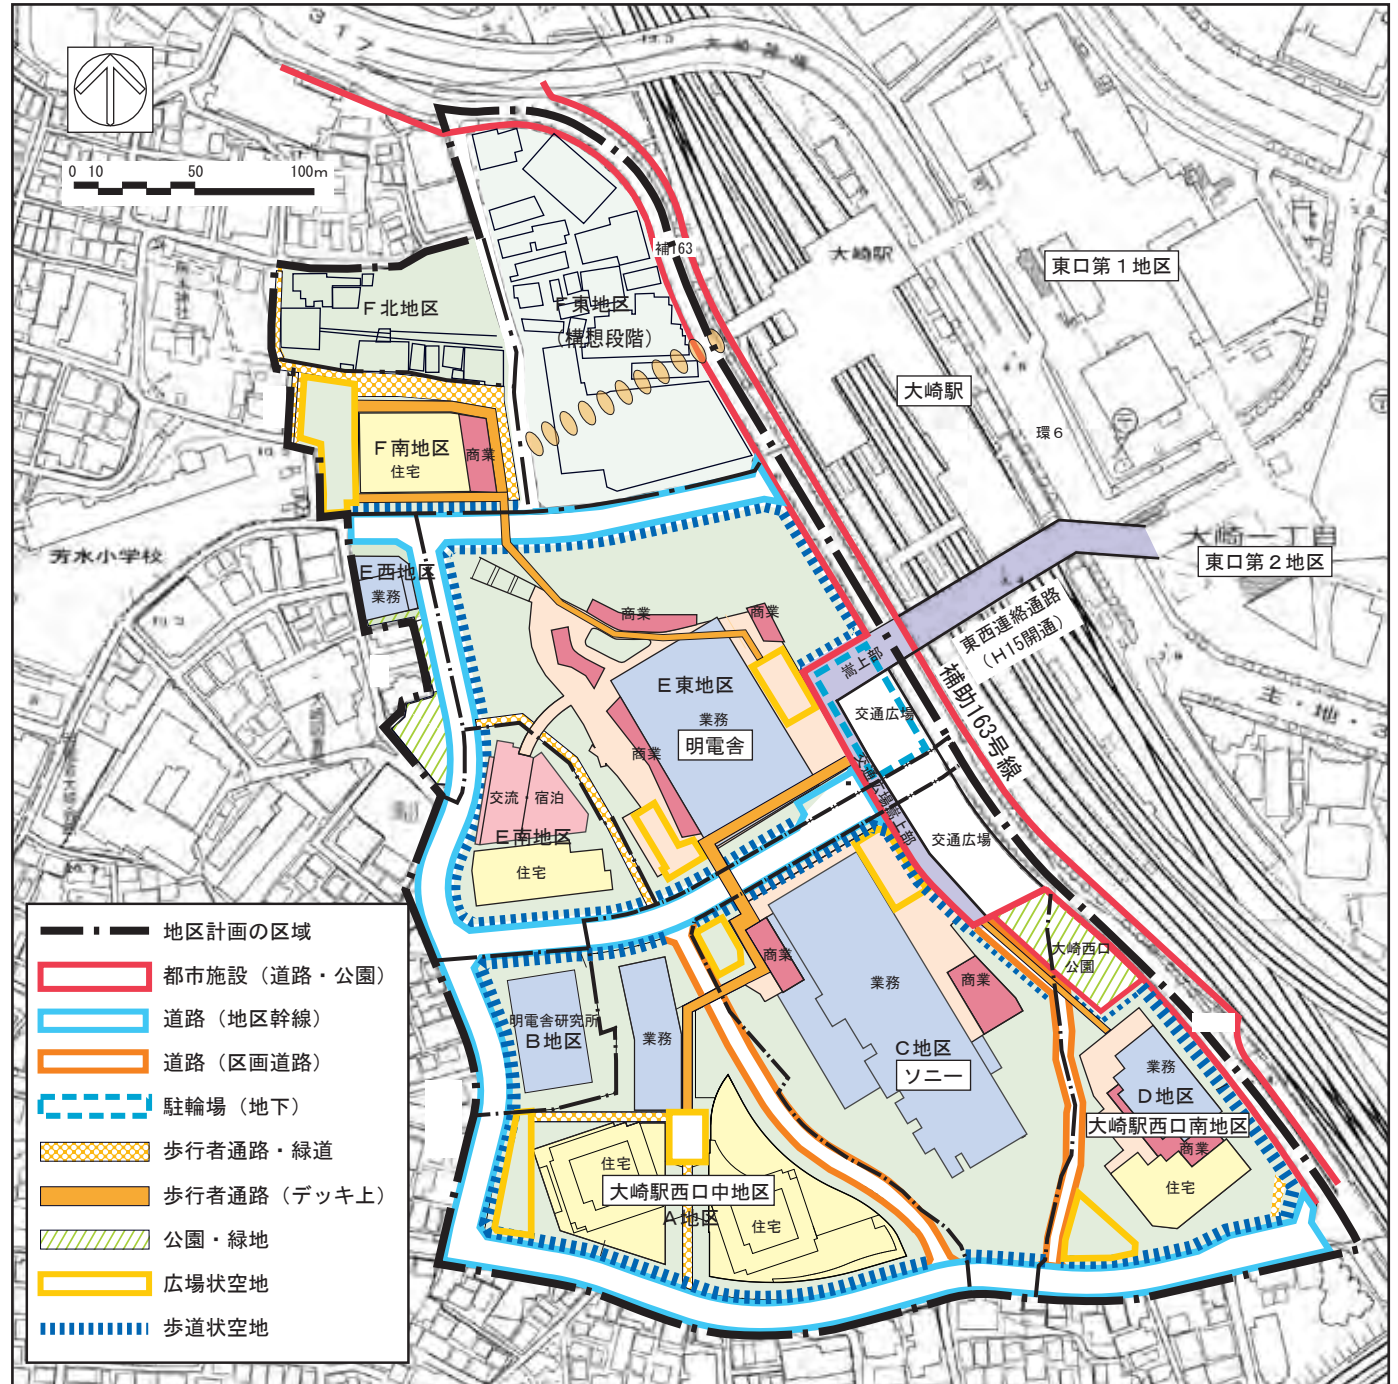 0 10 50 100m
大崎駅
補163
東口第1地区
F北地区
F東地区
（構想段階）
大崎駅
環6
F南地区
住宅
商業
芳水小学校
大崎一丁目
東口第2地区
E西地区
業務
商業
商業
東西連絡通路
（H15開通）
嵩上部
補助163号線
E東地区
業務
明電舎
商業
交通広場
交通広場嵩上部
交通広場
交流・宿泊
E南地区
住宅
大崎西口
公園
商業
業務
商業
明電舎研究所
B地区
業務
C地区
ソニー
業務
D地区
大崎駅西口南地区
商業
住宅
住宅
大崎駅西口中地区
A地区
住宅
地区計画の区域
都市施設（道路・公園）
道路（地区幹線）
道路（区画道路）
駐輪場（地下）
歩行者通路・緑道
歩行者通路（デッキ上）
公園・緑地
広場状空地
歩道状空地